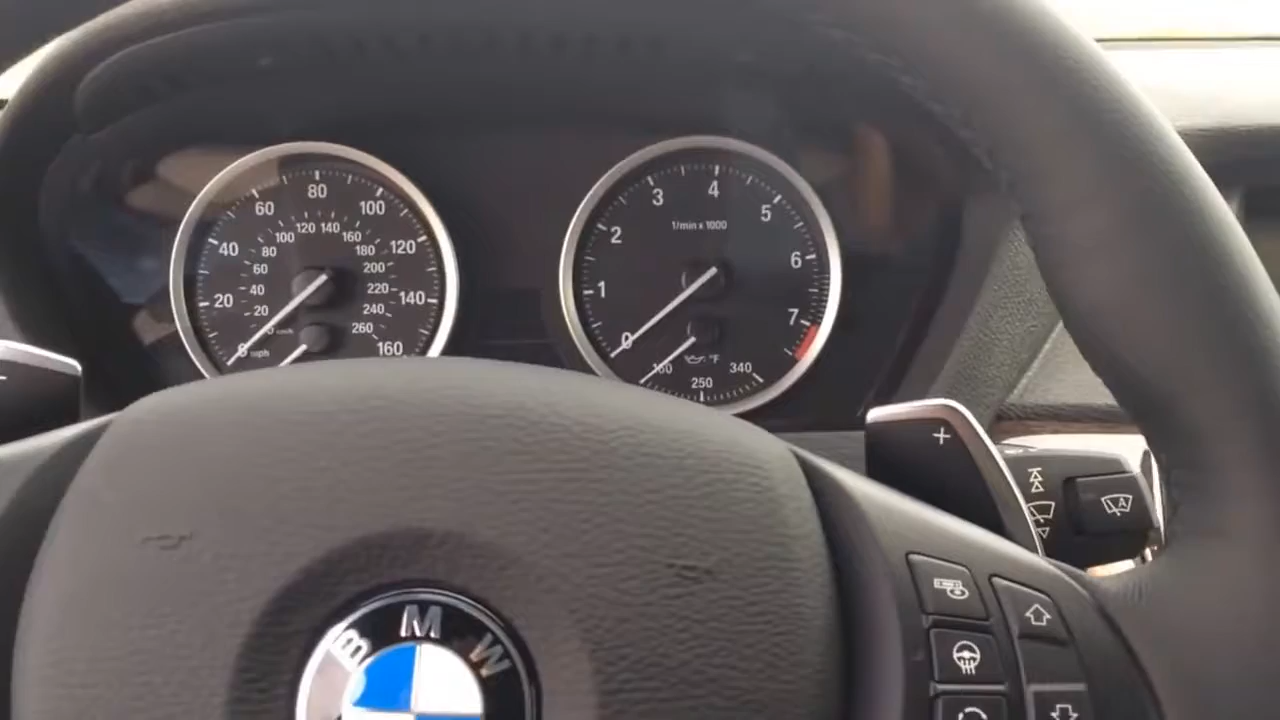 20 40 60 80 100 120 140 160
20 40 60 80 100 120 140 160 180 200 220 240 260
km/h
0 mph
0 1 2 3 4 5 6 7
1/min x 1000
160 250 340
°F
+
A
BMW